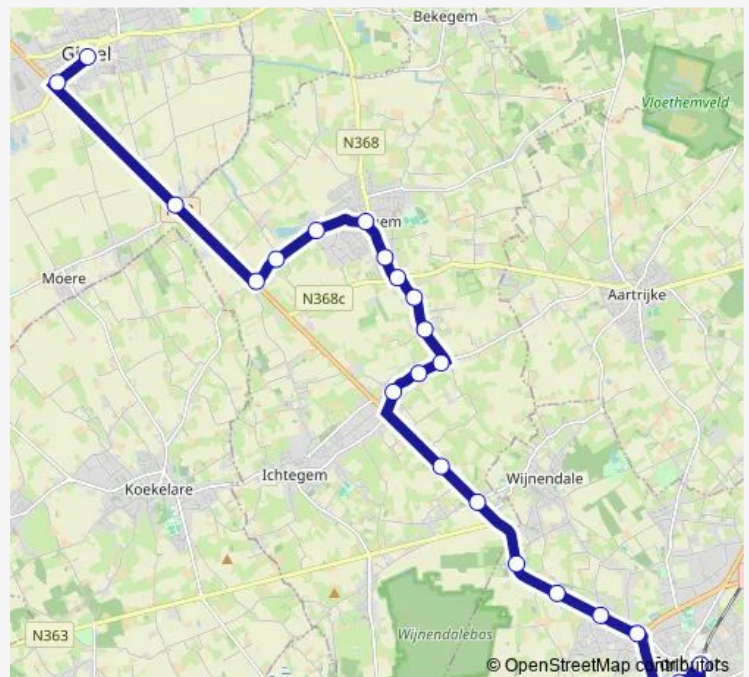 Bekegem
Vloethemveld
N368
Moere
N368c
Aartrijke
Ichtegem
Wijnendale
Koekelare
N363
Wijnendalebos
© OpenStreetMap contributors